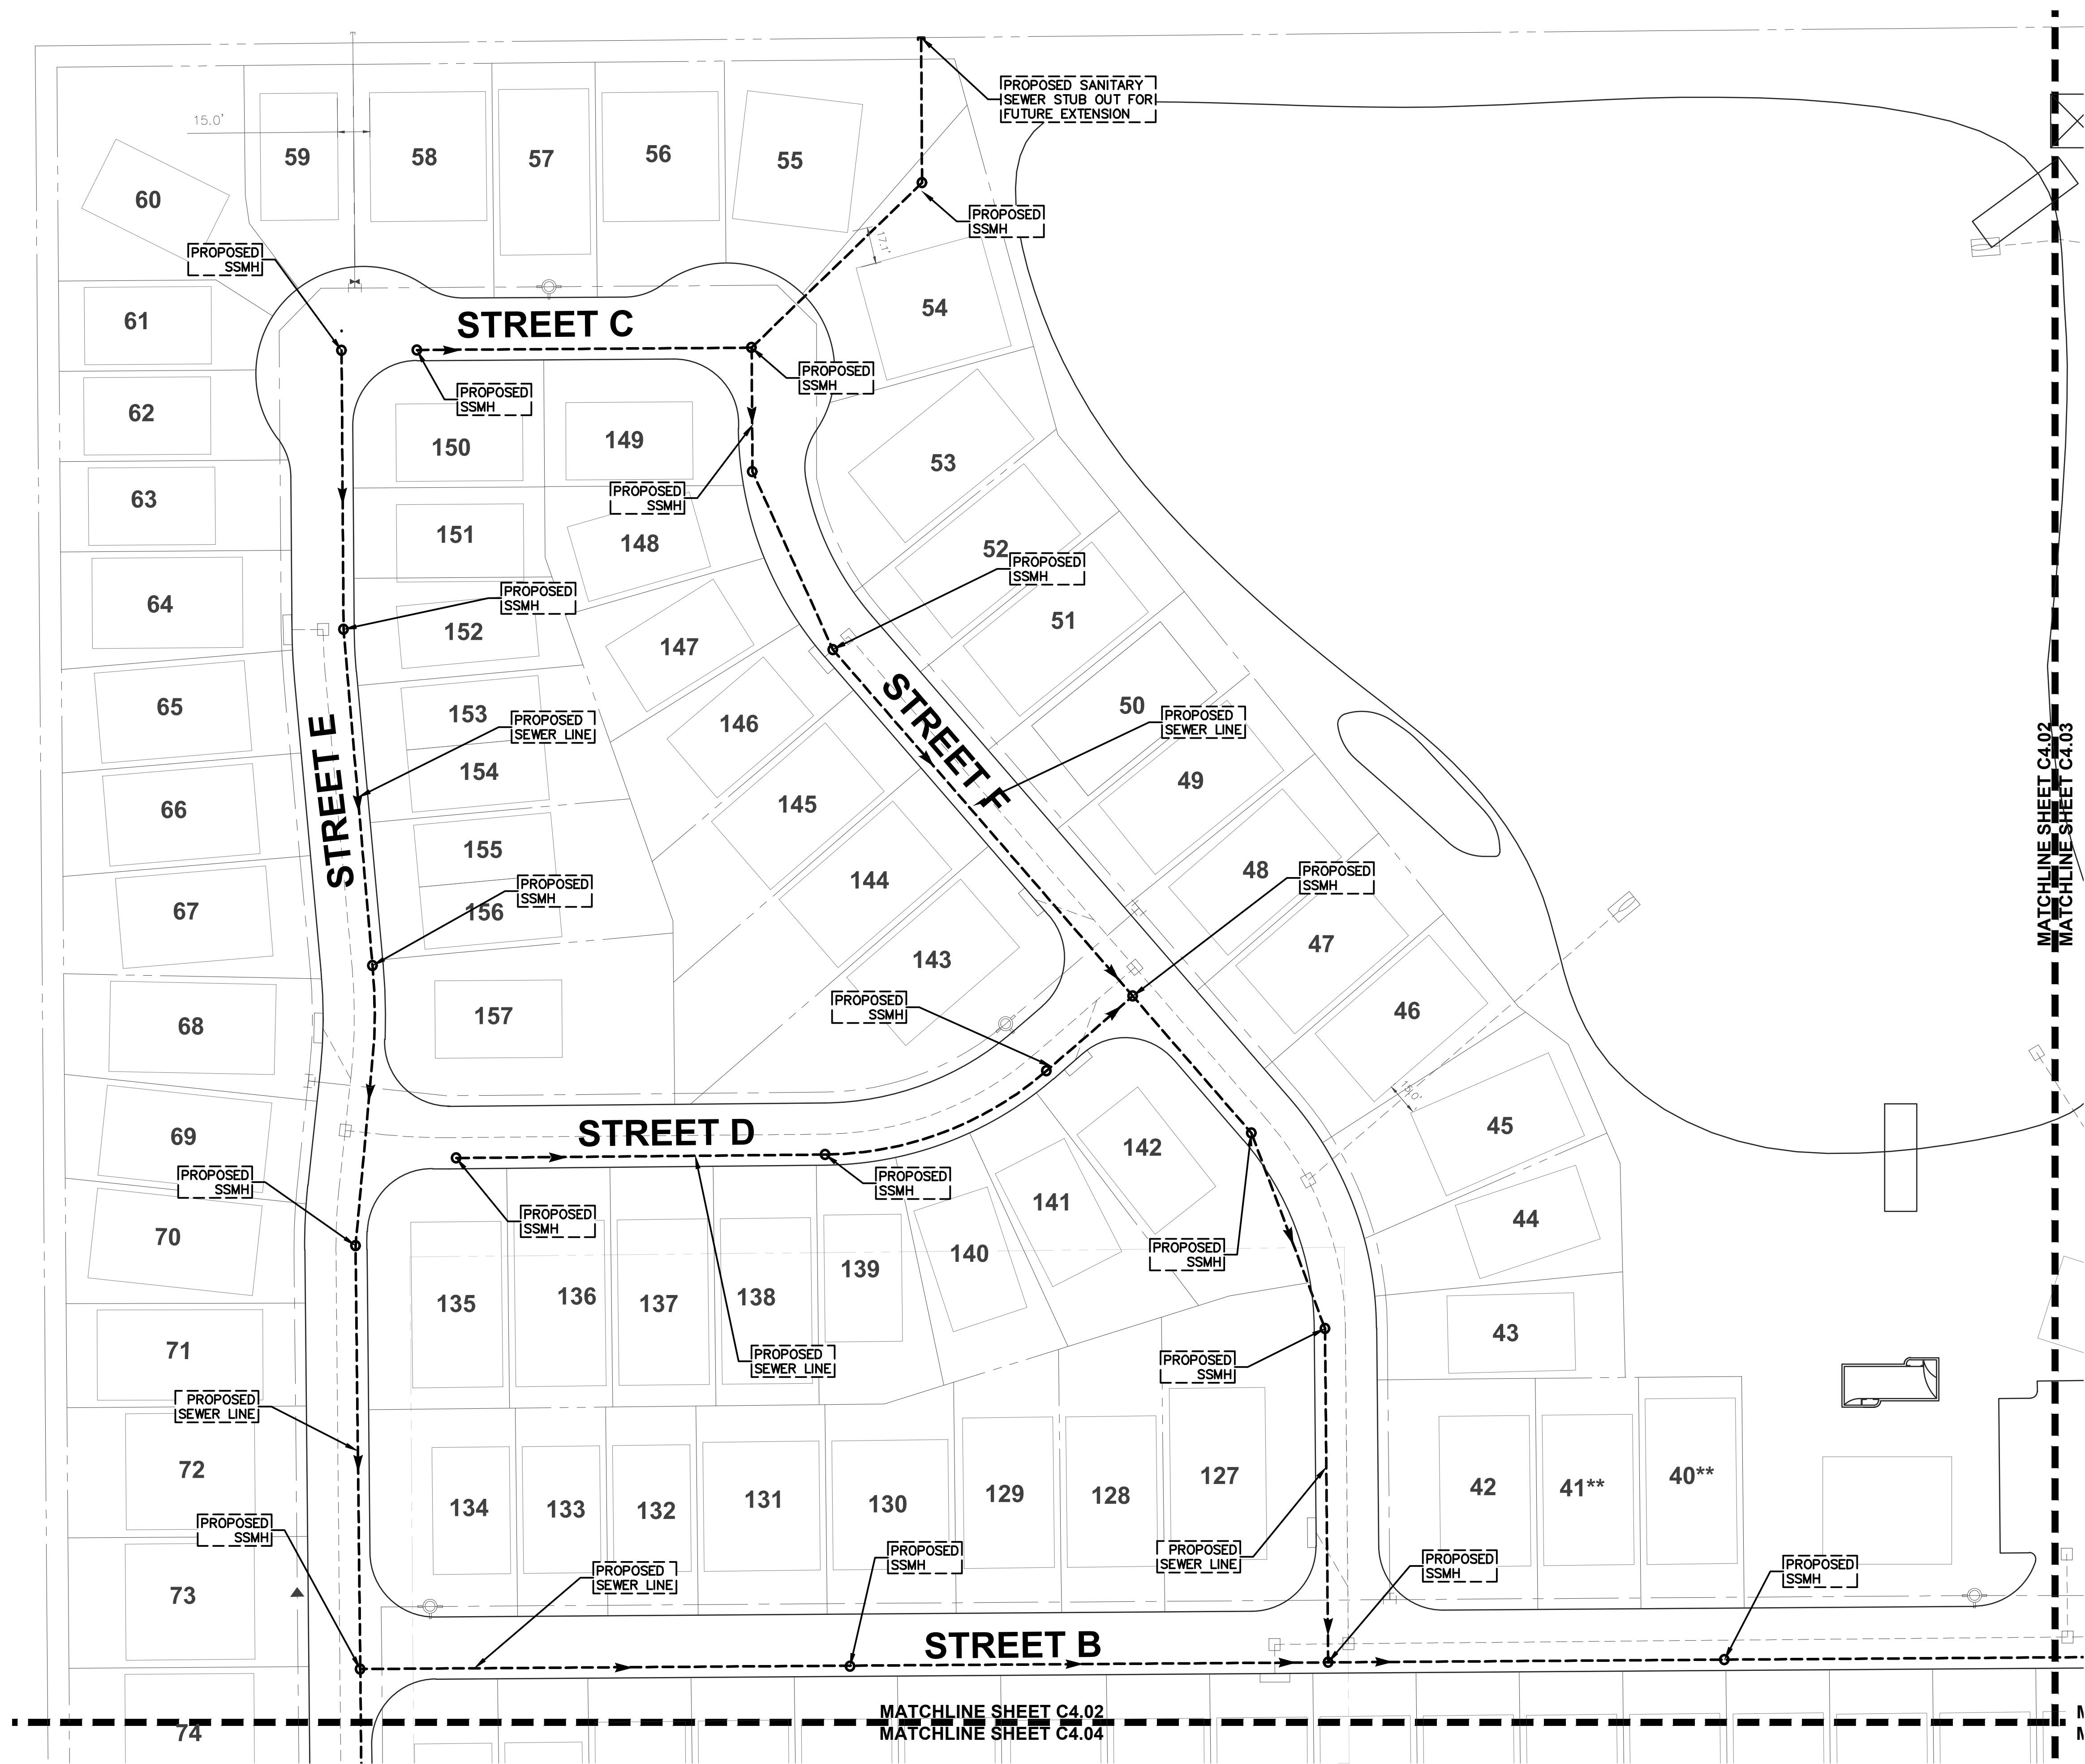 PROPOSED SANITARY
SEWER STUB OUT FOR
FUTURE EXTENSION
15.0'
59
58
57
56
55
60
PROPOSED
SSMH
PROPOSED
SSMH
17.1'
54
61
STREET C
PROPOSED
SSMH
PROPOSED
SSMH
62
150
149
53
63
PROPOSED
SSMH
151
148
52
PROPOSED
SSMH
64
PROPOSED
SSMH
152
147
51
65
153
PROPOSED
SEWER LINE
146
STREET F
50
PROPOSED
SEWER LINE
STREET E
154
49
66
145
155
144
48
PROPOSED
SSMH
67
156
PROPOSED
SSMH
47
143
MATCHLINE SHEET C4.02
MATCHLINE SHEET C4.03
68
157
PROPOSED
SSMH
46
15.0'
69
STREET D
142
45
PROPOSED
SSMH
PROPOSED
SSMH
141
PROPOSED
SSMH
44
70
140
PROPOSED
SSMH
135
136
137
138
139
43
71
PROPOSED
SEWER LINE
PROPOSED
SSMH
PROPOSED
SEWER LINE
72
134
133
132
131
130
129
128
127
42
41**
40**
PROPOSED
SSMH
PROPOSED
SEWER LINE
PROPOSED
SSMH
PROPOSED
SEWER LINE
PROPOSED
SSMH
PROPOSED
SSMH
73
STREET B
74
MATCHLINE SHEET C4.02
MATCHLINE SHEET C4.04